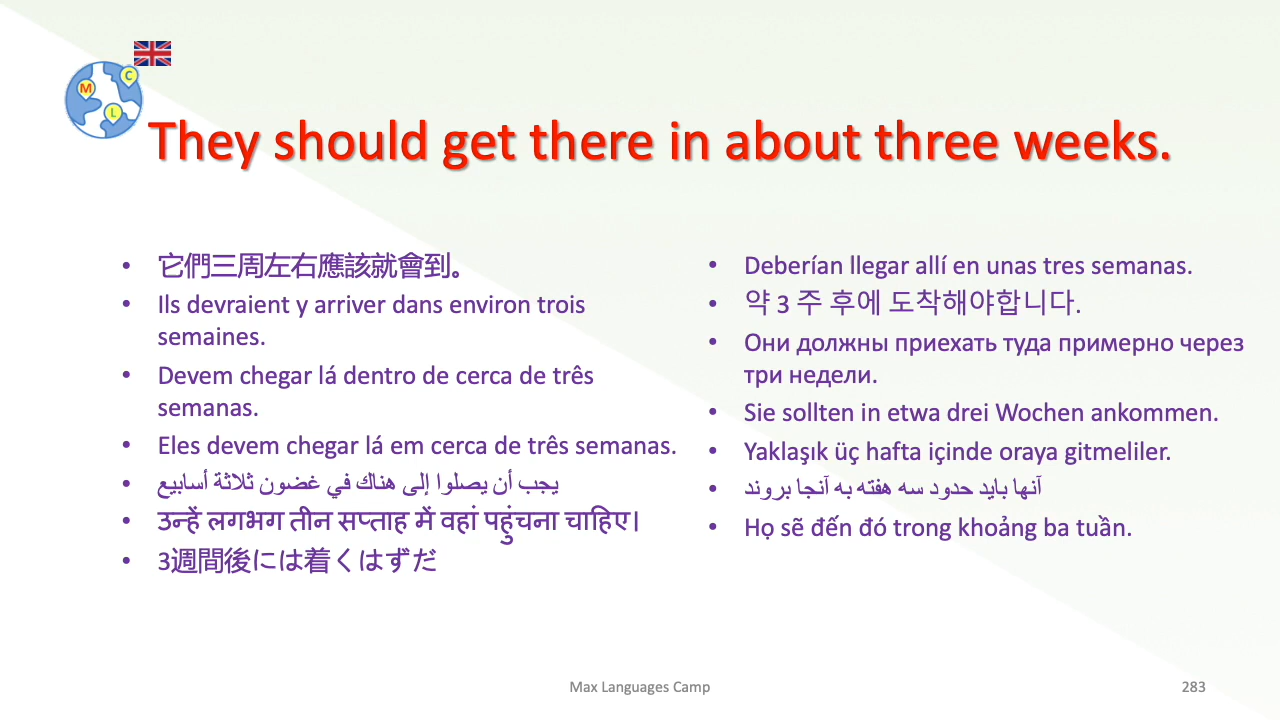 M
C
L
They should get there in about three weeks.
• 它們三周左右應該就會到。
• Ils devraient y arriver dans environ trois
semaines.
• Devem chegar lá dentro de cerca de três
semanas.
• Eles devem chegar lá em cerca de três semanas.
• يجب أن يصلوا إلى هناك في غضون ثلاثة أسابيع
• उन्हें लगभग तीन सप्ताह में वहां पहुंचना चाहिए।
• 3週間後には着くはずだ
• Deberían llegar allí en unas tres semanas.
• 약 3 주 후에 도착해야합니다.
• Они должны приехать туда примерно через
три недели.
• Sie sollten in etwa drei Wochen ankommen.
• Yaklaşık üç hafta içinde oraya gitmeliler.
• آنها باید حدود سه هفته به آنجا بروند
• Họ sẽ đến đó trong khoảng ba tuần.
Max Languages Camp
283